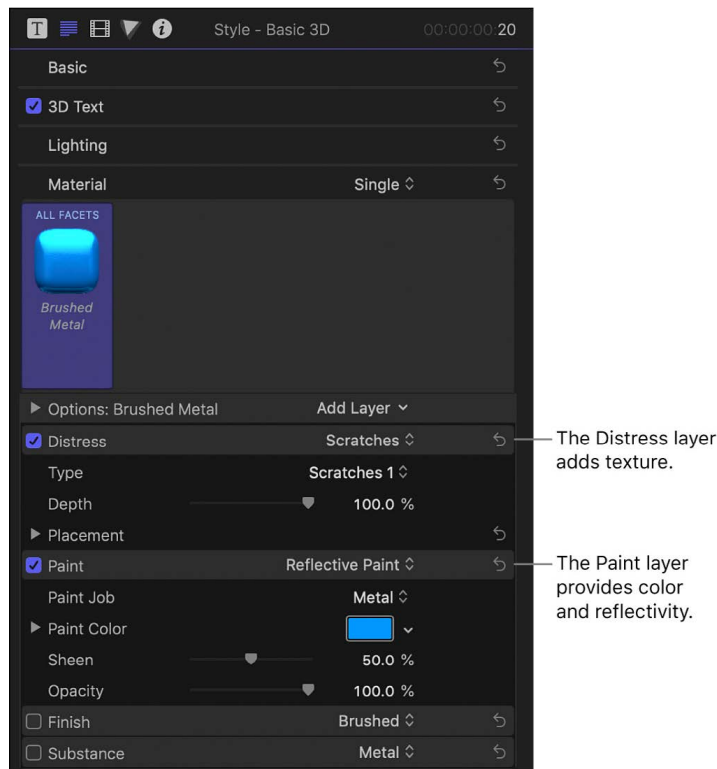 T i Style - Basic 3D 00:00:00:20
Basic
3D Text
Lighting
Material Single
ALL FACETS
Brushed
Metal
Options: Brushed Metal Add Layer
Distress Scratches
Type Scratches 1
Depth 100.0 %
Placement
Paint Reflective Paint
Paint Job Metal
Paint Color
Sheen 50.0 %
Opacity 100.0 %
Finish Brushed
Substance Metal
The Distress layer
adds texture.
The Paint layer
provides color
and reflectivity.